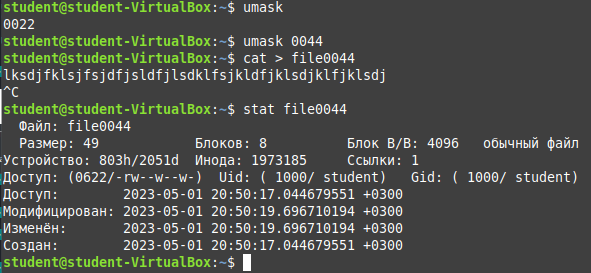 student@student-VirtualBox:~$ umask
0022
student@student-VirtualBox:~$ umask 0044
student@student-VirtualBox:~$ cat > file0044
lksdjfklsjfsjdfjsldfjlsdklfsjkldfjklsdjklfjklsdj
^C
student@student-VirtualBox:~$ stat file0044
Файл: file0044
Размер: 49 Блоков: 8 Блок В/В: 4096 обычный файл
Устройство: 803h/2051d Инода: 1973185 Ссылки: 1
Доступ: (0622/-rw--w--w-) Uid: ( 1000/ student) Gid: ( 1000/ student)
Доступ: 2023-05-01 20:50:17.044679551 +0300
Модифицирован: 2023-05-01 20:50:19.696710194 +0300
Изменён: 2023-05-01 20:50:19.696710194 +0300
Создан: 2023-05-01 20:50:17.044679551 +0300
student@student-VirtualBox:~$